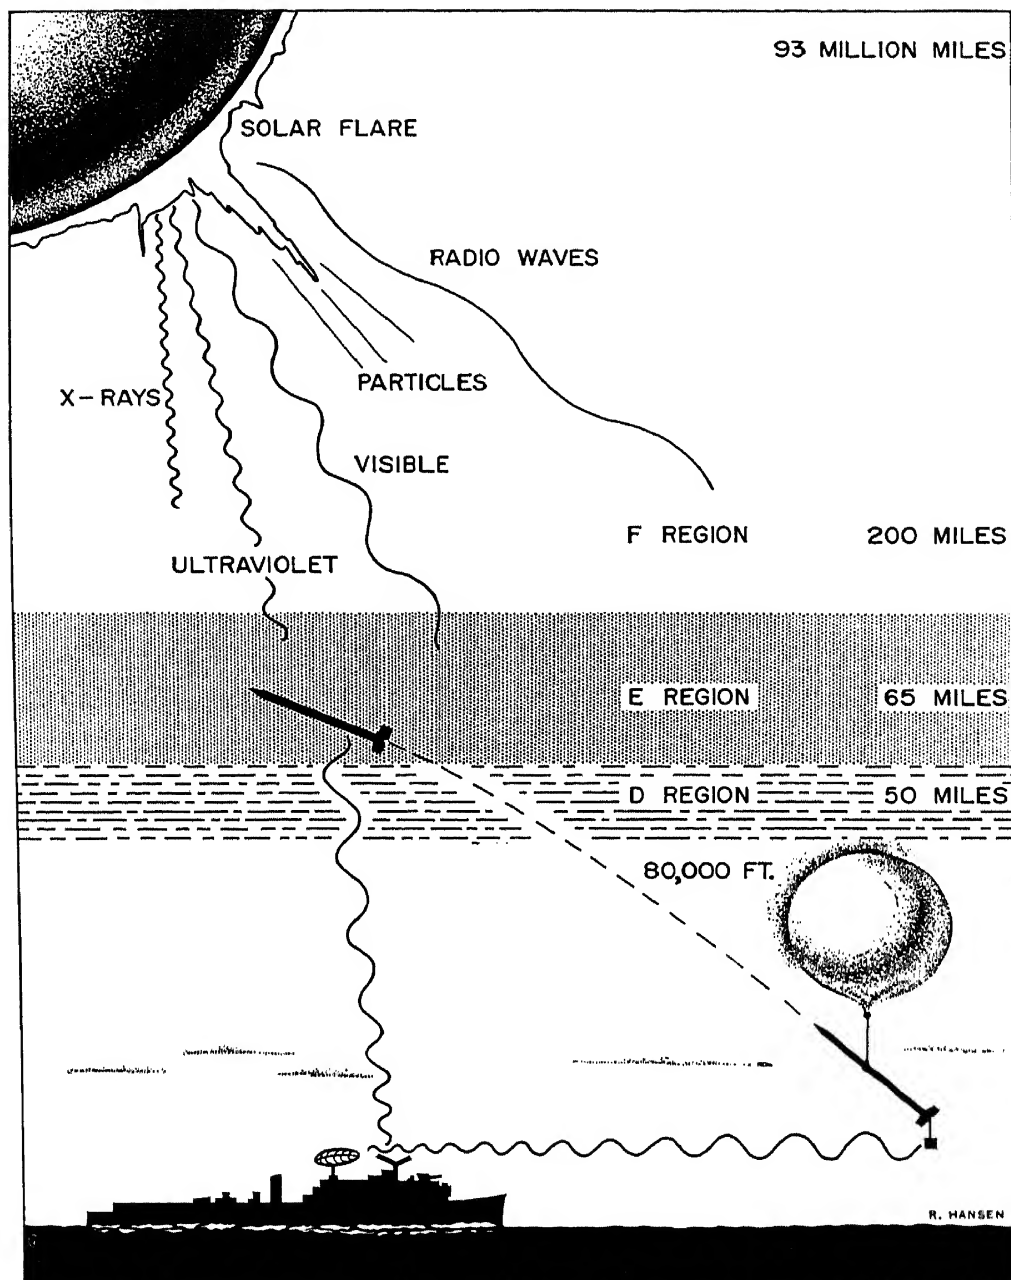 93 MILLION MILES
SOLAR FLARE
RADIO WAVES
PARTICLES
X-RAYS
VISIBLE
F REGION 200 MILES
ULTRAVIOLET
E REGION 65 MILES
D REGION 50 MILES
80,000 FT.
R. HANSEN